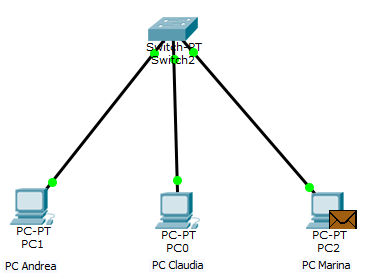 Switch-PT
Switch2
PC-PT
PC1
PC Andrea
PC-PT
PC0
PC Claudia
PC-PT
PC2
PC Marina